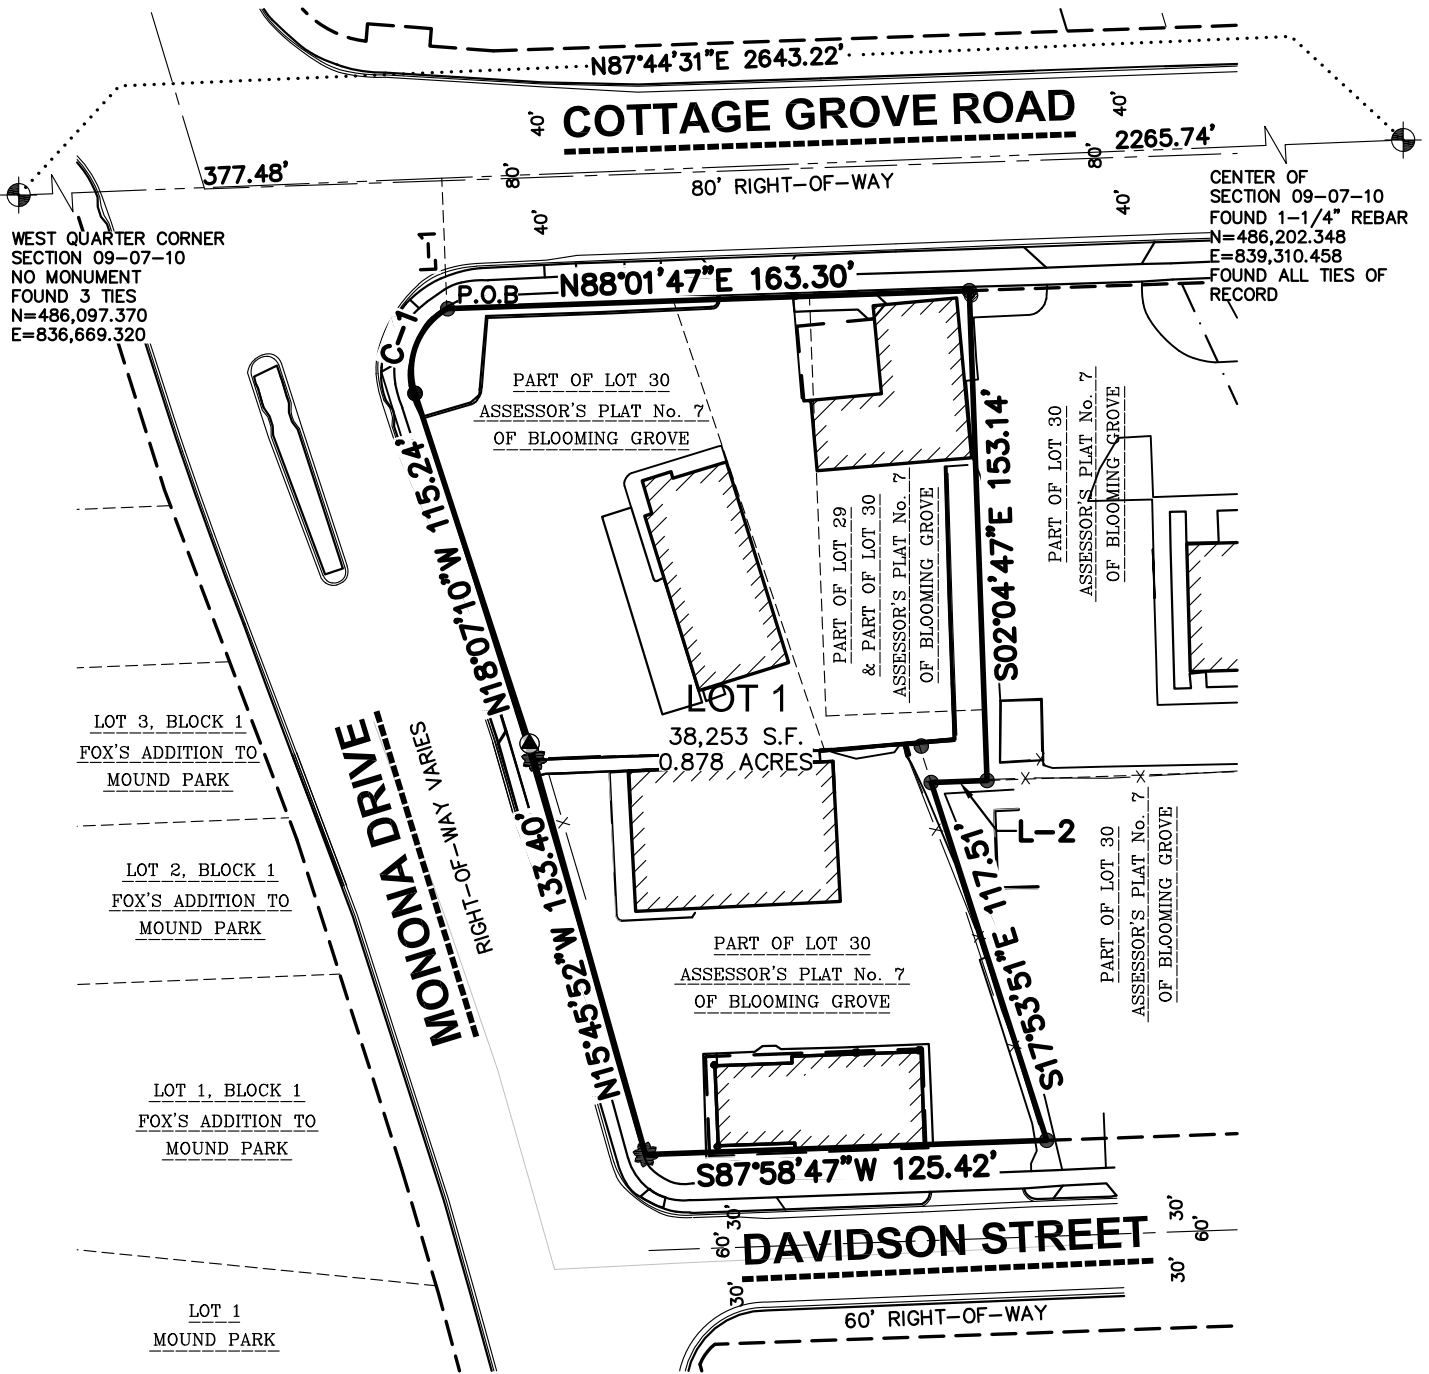 N87°44'31"E 2643.22'
COTTAGE GROVE ROAD
40'
40'
377.48'
80'
80'
2265.74'
80' RIGHT-OF-WAY
40'
40'
WEST QUARTER CORNER
SECTION 09-07-10
NO MONUMENT
FOUND 3 TIES
N=486,097.370
E=836,669.320
CENTER OF
SECTION 09-07-10
FOUND 1-1/4" REBAR
N=486,202.348
E=839,310.458
FOUND ALL TIES OF
RECORD
L-1
P.O.B
N88°01'47"E 163.30'
C-1
PART OF LOT 30
ASSESSOR'S PLAT No. 7
OF BLOOMING GROVE
N18°07'10"W 115.24'
PART OF LOT 29
& PART OF LOT 30
ASSESSOR'S PLAT No. 7
OF BLOOMING GROVE
S02°04'47"E 153.14'
PART OF LOT 30
ASSESSOR'S PLAT No. 7
OF BLOOMING GROVE
LOT 1
38,253 S.F.
0.878 ACRES
LOT 3, BLOCK 1
FOX'S ADDITION TO
MOUND PARK
MONONA DRIVE
RIGHT-OF-WAY VARIES
L-2
LOT 2, BLOCK 1
FOX'S ADDITION TO
MOUND PARK
N15°45'52"W 133.40'
PART OF LOT 30
ASSESSOR'S PLAT No. 7
OF BLOOMING GROVE
S17°53'51"E 117.51'
PART OF LOT 30
ASSESSOR'S PLAT No. 7
OF BLOOMING GROVE
LOT 1, BLOCK 1
FOX'S ADDITION TO
MOUND PARK
S87°58'47"W 125.42'
30'
60'
30'
DAVIDSON STREET
30'
60'
30'
60' RIGHT-OF-WAY
LOT 1
MOUND PARK